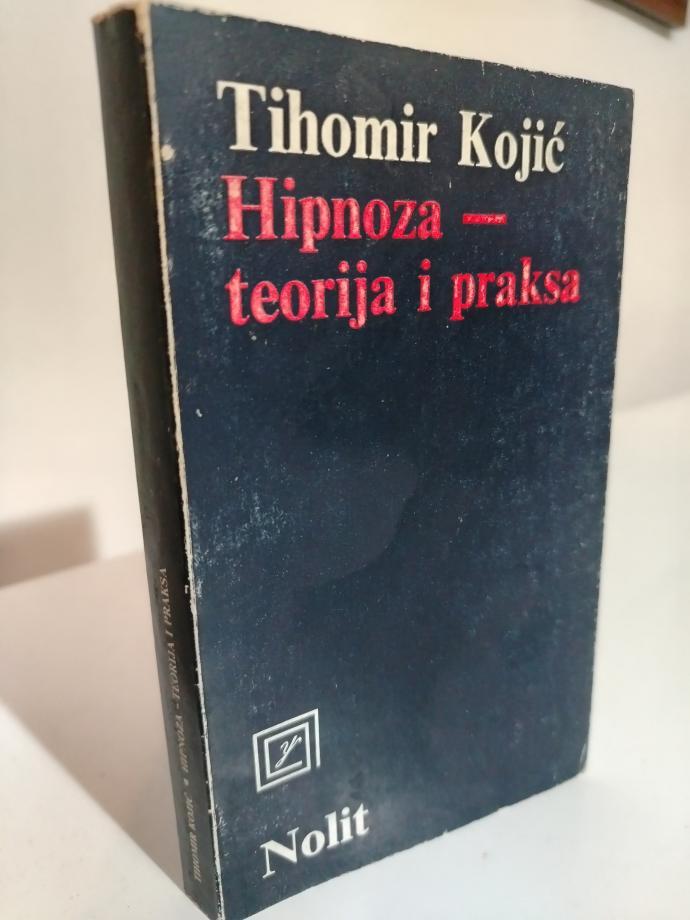 Tihomir Kojić
Hipnoza —
teorija i praksa
Nolit
TIHOMIR KOJIĆ • HIPNOZA – TEORIJA I PRAKSA